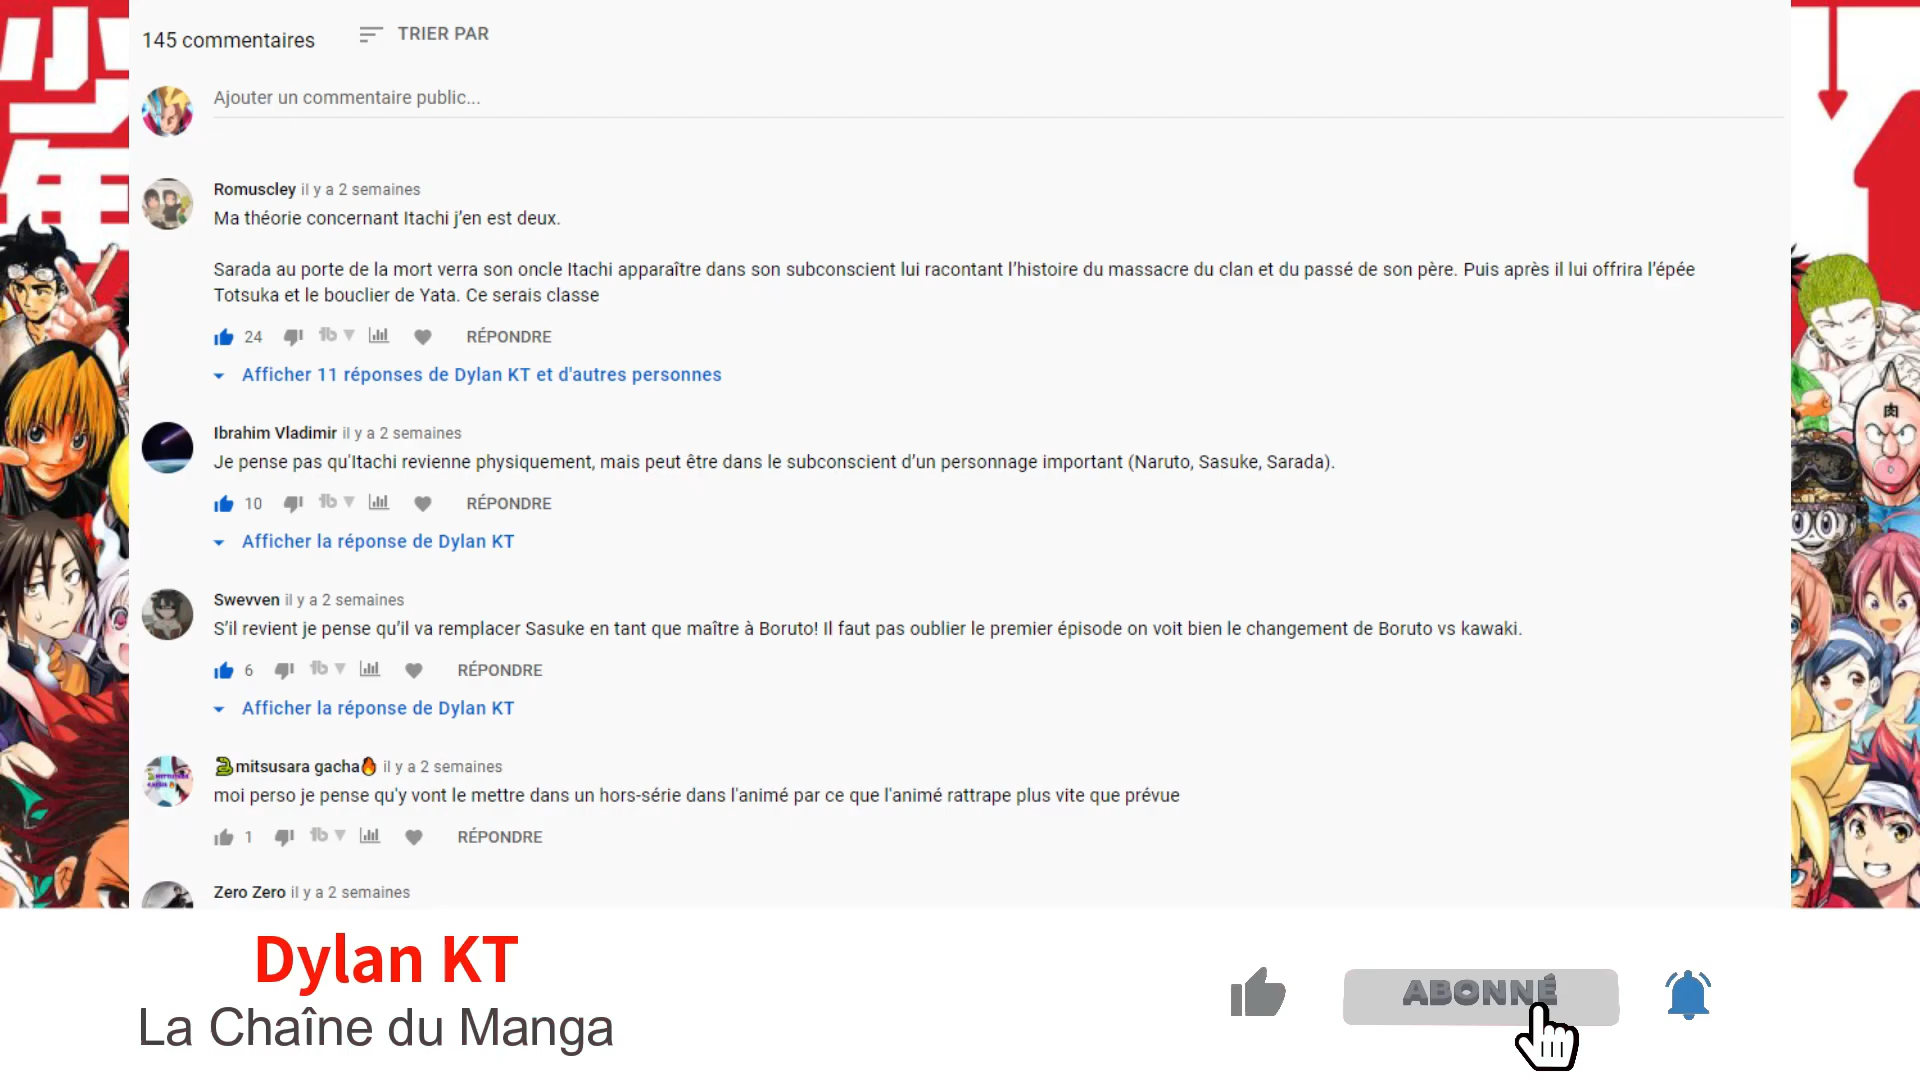 少年
145 commentaires
TRIER PAR
Ajouter un commentaire public...
Romuscley il y a 2 semaines
Ma théorie concernant Itachi j’en est deux.
Sarada au porte de la mort verra son oncle Itachi apparaître dans son subconscient lui racontant l’histoire du massacre du clan et du passé de son père. Puis après il lui offrira l’épée
Totsuka et le bouclier de Yata. Ce serais classe
24 RÉPONDRE
Afficher 11 réponses de Dylan KT et d'autres personnes
Ibrahim Vladimir il y a 2 semaines
Je pense pas qu'Itachi revienne physiquement, mais peut être dans le subconscient d’un personnage important (Naruto, Sasuke, Sarada).
10 RÉPONDRE
Afficher la réponse de Dylan KT
Swevven il y a 2 semaines
S’il revient je pense qu’il va remplacer Sasuke en tant que maître à Boruto! Il faut pas oublier le premier épisode on voit bien le changement de Boruto vs kawaki.
6 RÉPONDRE
Afficher la réponse de Dylan KT
🐍mitsusara gacha🔥 il y a 2 semaines
moi perso je pense qu'y vont le mettre dans un hors-série dans l'animé par ce que l'animé rattrape plus vite que prévue
1 RÉPONDRE
Zero Zero il y a 2 semaines
肉
Dylan KT
La Chaîne du Manga
ABONNÉ